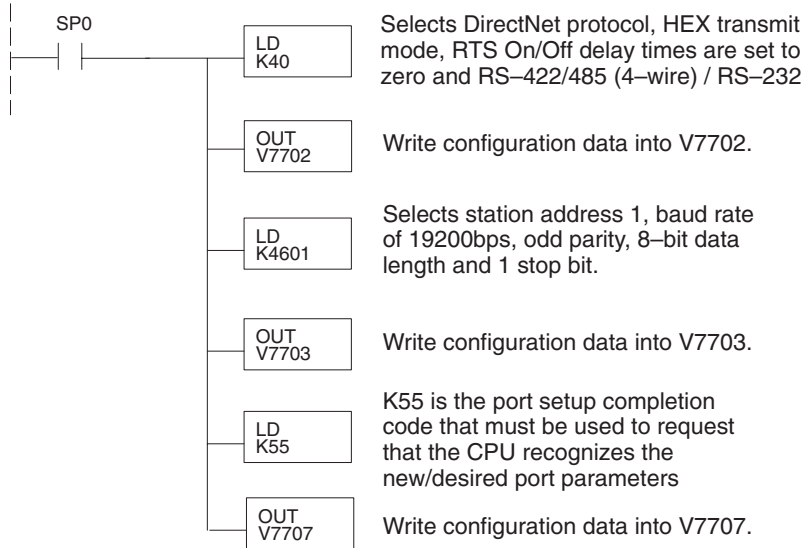 SP0
LD
K40
Selects DirectNet protocol, HEX transmit
mode, RTS On/Off delay times are set to
zero and RS–422/485 (4–wire) / RS–232
OUT
V7702
Write configuration data into V7702.
LD
K4601
Selects station address 1, baud rate
of 19200bps, odd parity, 8–bit data
length and 1 stop bit.
OUT
V7703
Write configuration data into V7703.
LD
K55
K55 is the port setup completion
code that must be used to request
that the CPU recognizes the
new/desired port parameters
OUT
V7707
Write configuration data into V7707.